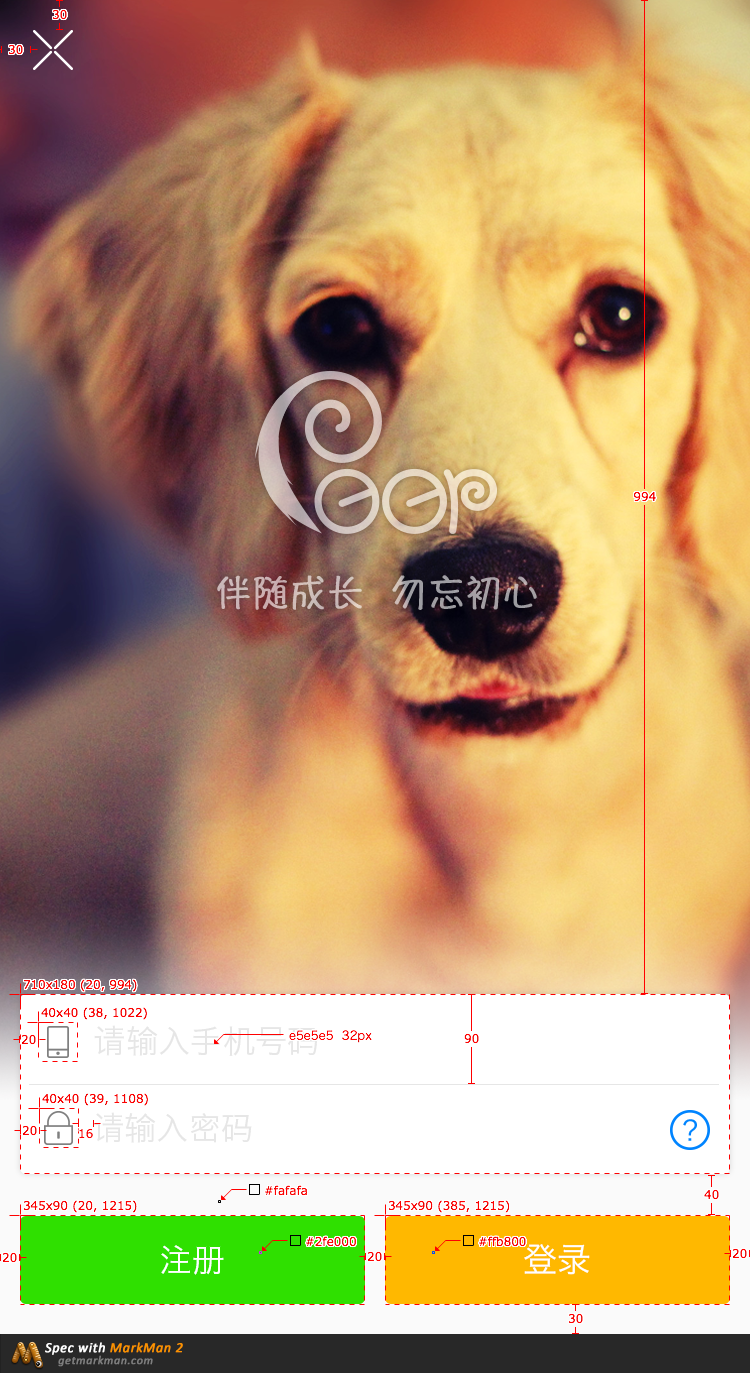 30
30
Peep
994
伴随成长 勿忘初心
710x180 (20, 994)
40x40 (38, 1022)
20
请输入手机号码
e5e5e5 32px
90
40x40 (39, 1108)
20
16
请输入密码
?
#fafafa
40
345x90 (20, 1215)
345x90 (385, 1215)
20
注册
#2fe000
20
#ffb800
登录
20
30
Spec with MarkMan 2
getmarkman.com